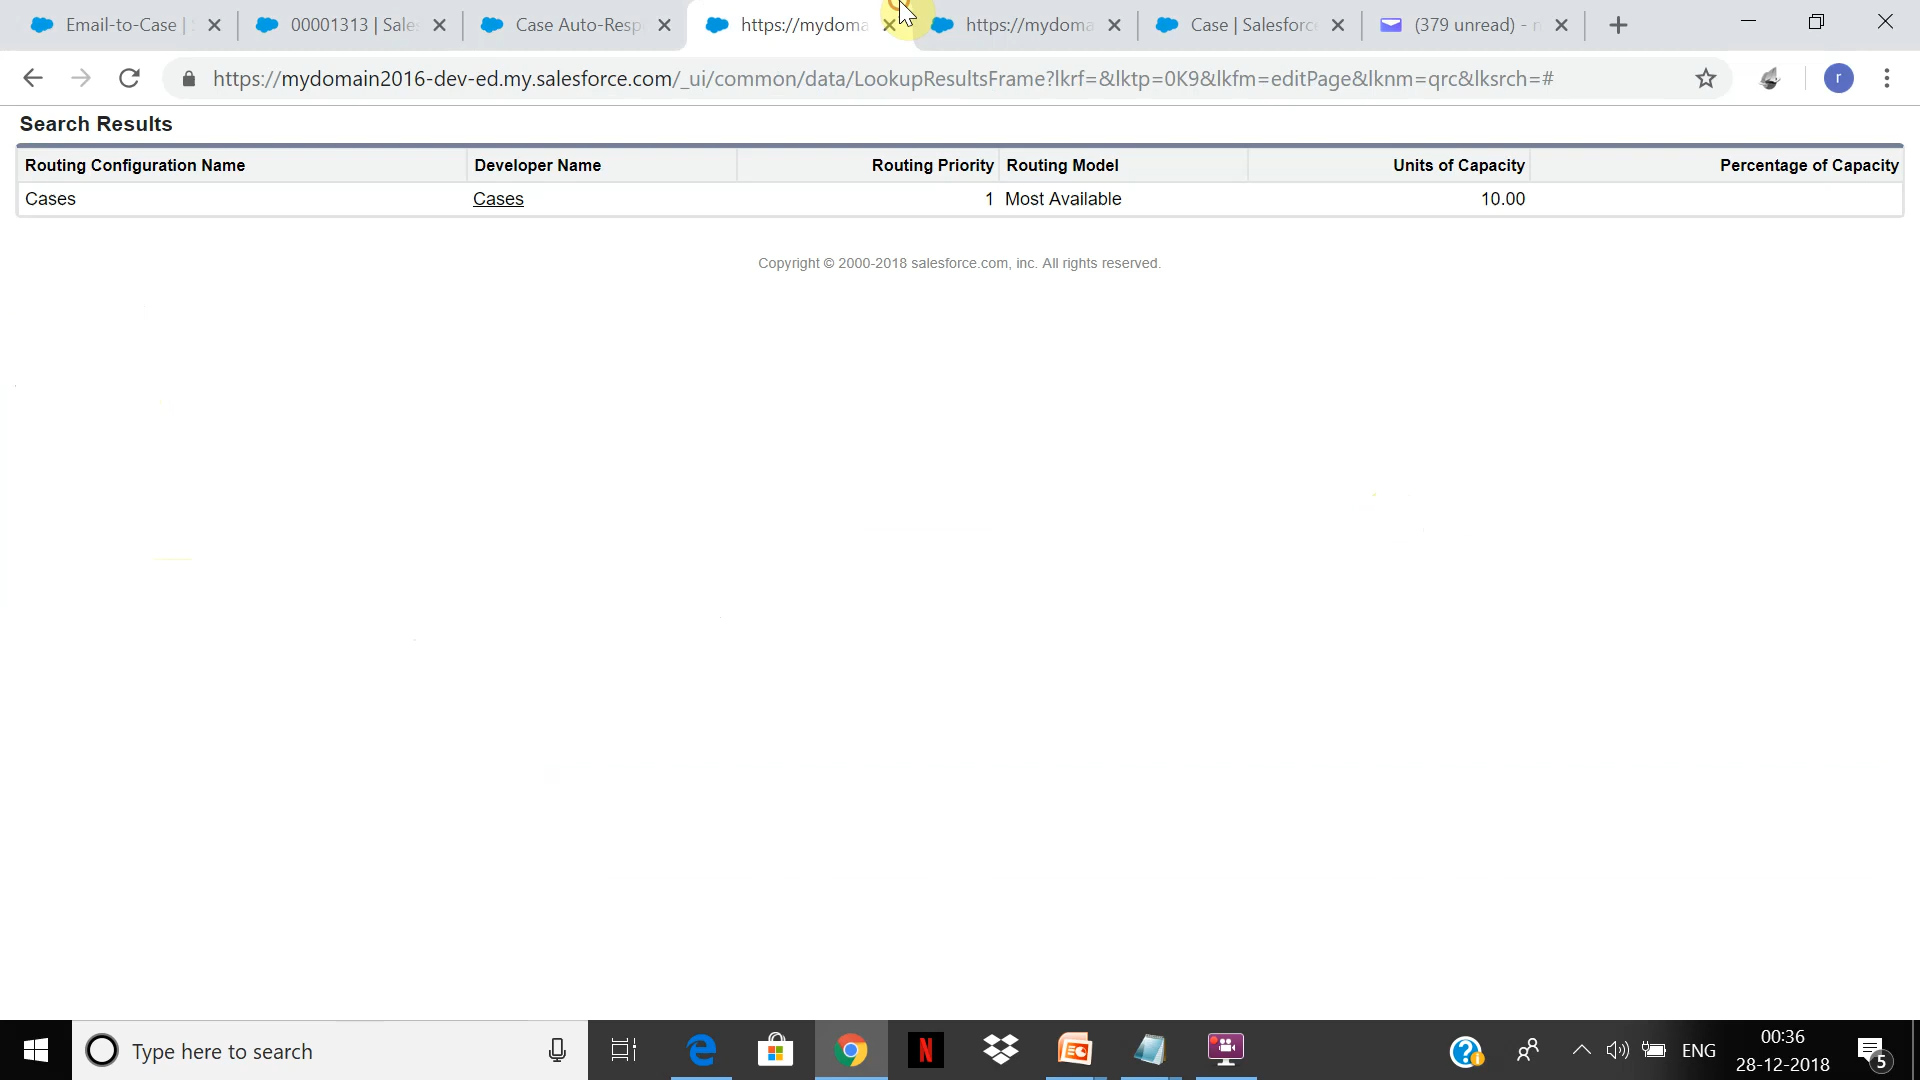 Email-to-Case |
00001313 | Sale
Case Auto-Resp
https://mydoma
https://mydoma
Case | Salesforc
(379 unread) -
https://mydomain2016-dev-ed.my.salesforce.com/_ui/common/data/LookupResultsFrame?lkrf=&lktp=0K9&lkfm=editPage&lknm=qrc&lksrch=#
r
Search Results
Routing Configuration Name Developer Name Routing Priority Routing Model Units of Capacity Percentage of Capacity
Cases Cases 1 Most Available 10.00
Copyright © 2000-2018 salesforce.com, inc. All rights reserved.
Type here to search
ENG
00:36
28-12-2018
5